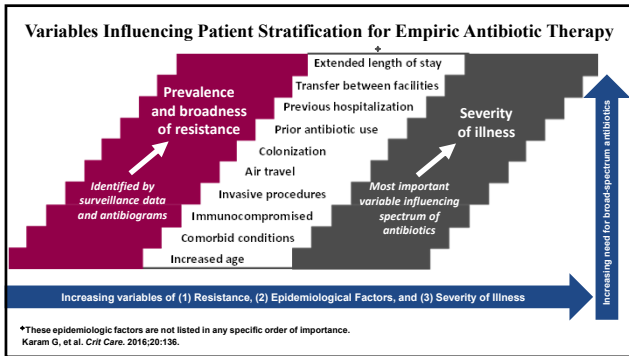 Variables Influencing Patient Stratification for Empiric Antibiotic Therapy
✦
Extended length of stay
Transfer between facilities
Previous hospitalization
Prior antibiotic use
Colonization
Air travel
Invasive procedures
Immunocompromised
Comorbid conditions
Increased age
Prevalence
and broadness
of resistance
Identified by
surveillance data
and antibiograms
Severity
of illness
Most important
variable influencing
spectrum of
antibiotics
Increasing need for broad-spectrum antibiotics
Increasing variables of (1) Resistance, (2) Epidemiological Factors, and (3) Severity of Illness
✦These epidemiologic factors are not listed in any specific order of importance.
Karam G, et al. Crit Care. 2016;20:136.